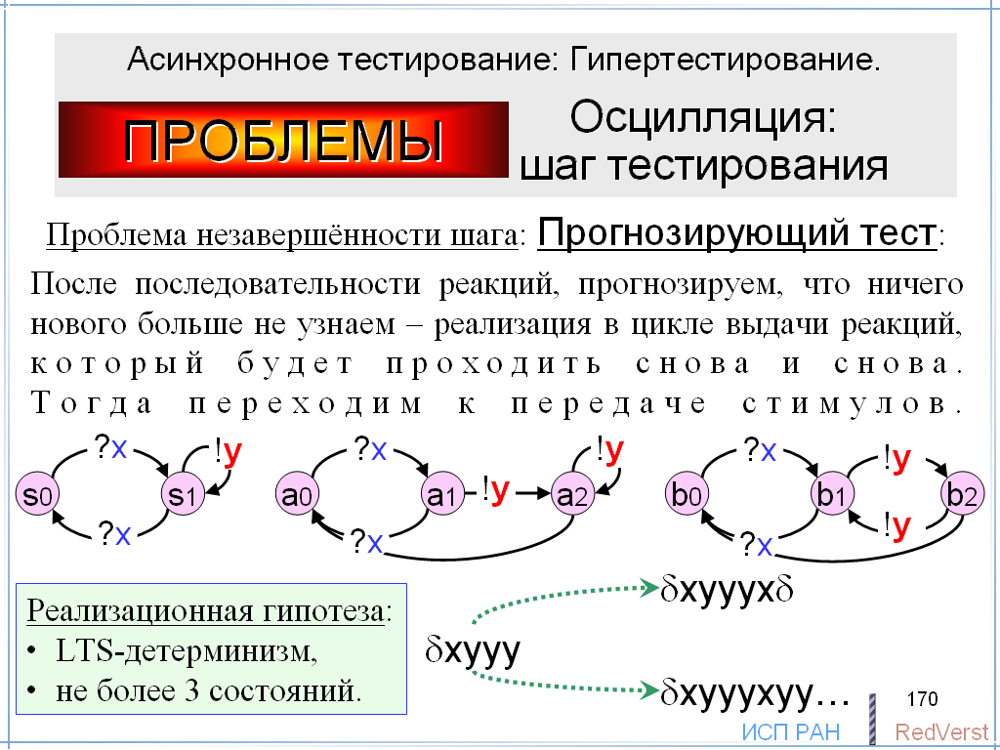 Асинхронное тестирование: Гипертестирование.
ПРОБЛЕМЫ
Осцилляция:
шаг тестирования
Проблема незавершённости шага: Прогнозирующий тест:
После последовательности реакций, прогнозируем, что ничего
нового больше не узнаем – реализация в цикле выдачи реакций,
который будет проходить снова и снова.
Тогда переходим к передаче стимулов.
?x !y ?x !y ?x !y
s0 s1 a0 a1 !y a2 b0 b1 b2
?x ?x ?x !y
Реализационная гипотеза:
• LTS-детерминизм,
• не более 3 состояний.
δxyyy
δxyyyxδ
δxyyyxyy...
170
ИСП РАН RedVerst